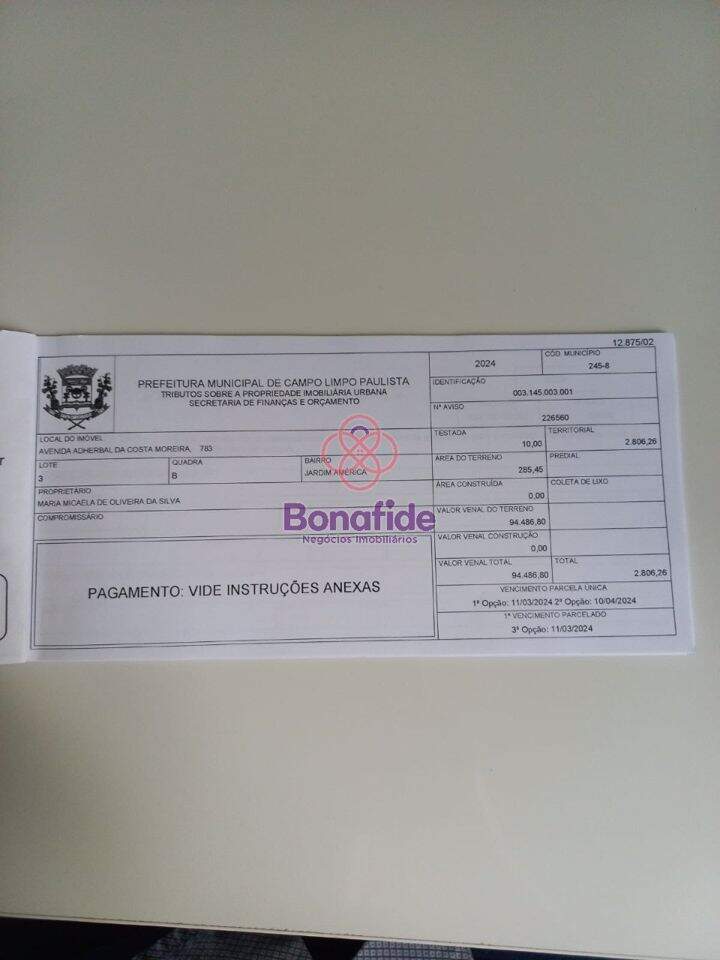 12.875/02
PREFEITURA MUNICIPAL DE CAMPO LIMPO PAULISTA
TRIBUTOS SOBRE A PROPRIEDADE IMOBILIÁRIA URBANA
SECRETARIA DE FINANÇAS E ORÇAMENTO
2024
CÓD. MUNICÍPIO
245-8
IDENTIFICAÇÃO
003.145.003.001
Nº AVISO
226560
LOCAL DO IMÓVEL
AVENIDA ADHERBAL DA COSTA MOREIRA, 783
TESTADA
10,00
TERRITORIAL
2.806,26
LOTE
3
QUADRA
B
BAIRRO
JARDIM AMÉRICA
ÁREA DO TERRENO
285,45
PREDIAL
PROPRIETÁRIO
MARIA MICAELA DE OLIVEIRA DA SILVA
ÁREA CONSTRUÍDA
0,00
COLETA DE LIXO
COMPROMISSÁRIO
VALOR VENAL DO TERRENO
94.486,80
VALOR VENAL CONSTRUÇÃO
0,00
VALOR VENAL TOTAL
94.486,80
TOTAL
2.806,26
PAGAMENTO: VIDE INSTRUÇÕES ANEXAS
VENCIMENTO PARCELA ÚNICA
1ª Opção: 11/03/2024 2ª Opção: 10/04/2024
1ª VENCIMENTO PARCELADO
3ª Opção: 11/03/2024
Bonafide
Negócios Imobiliários